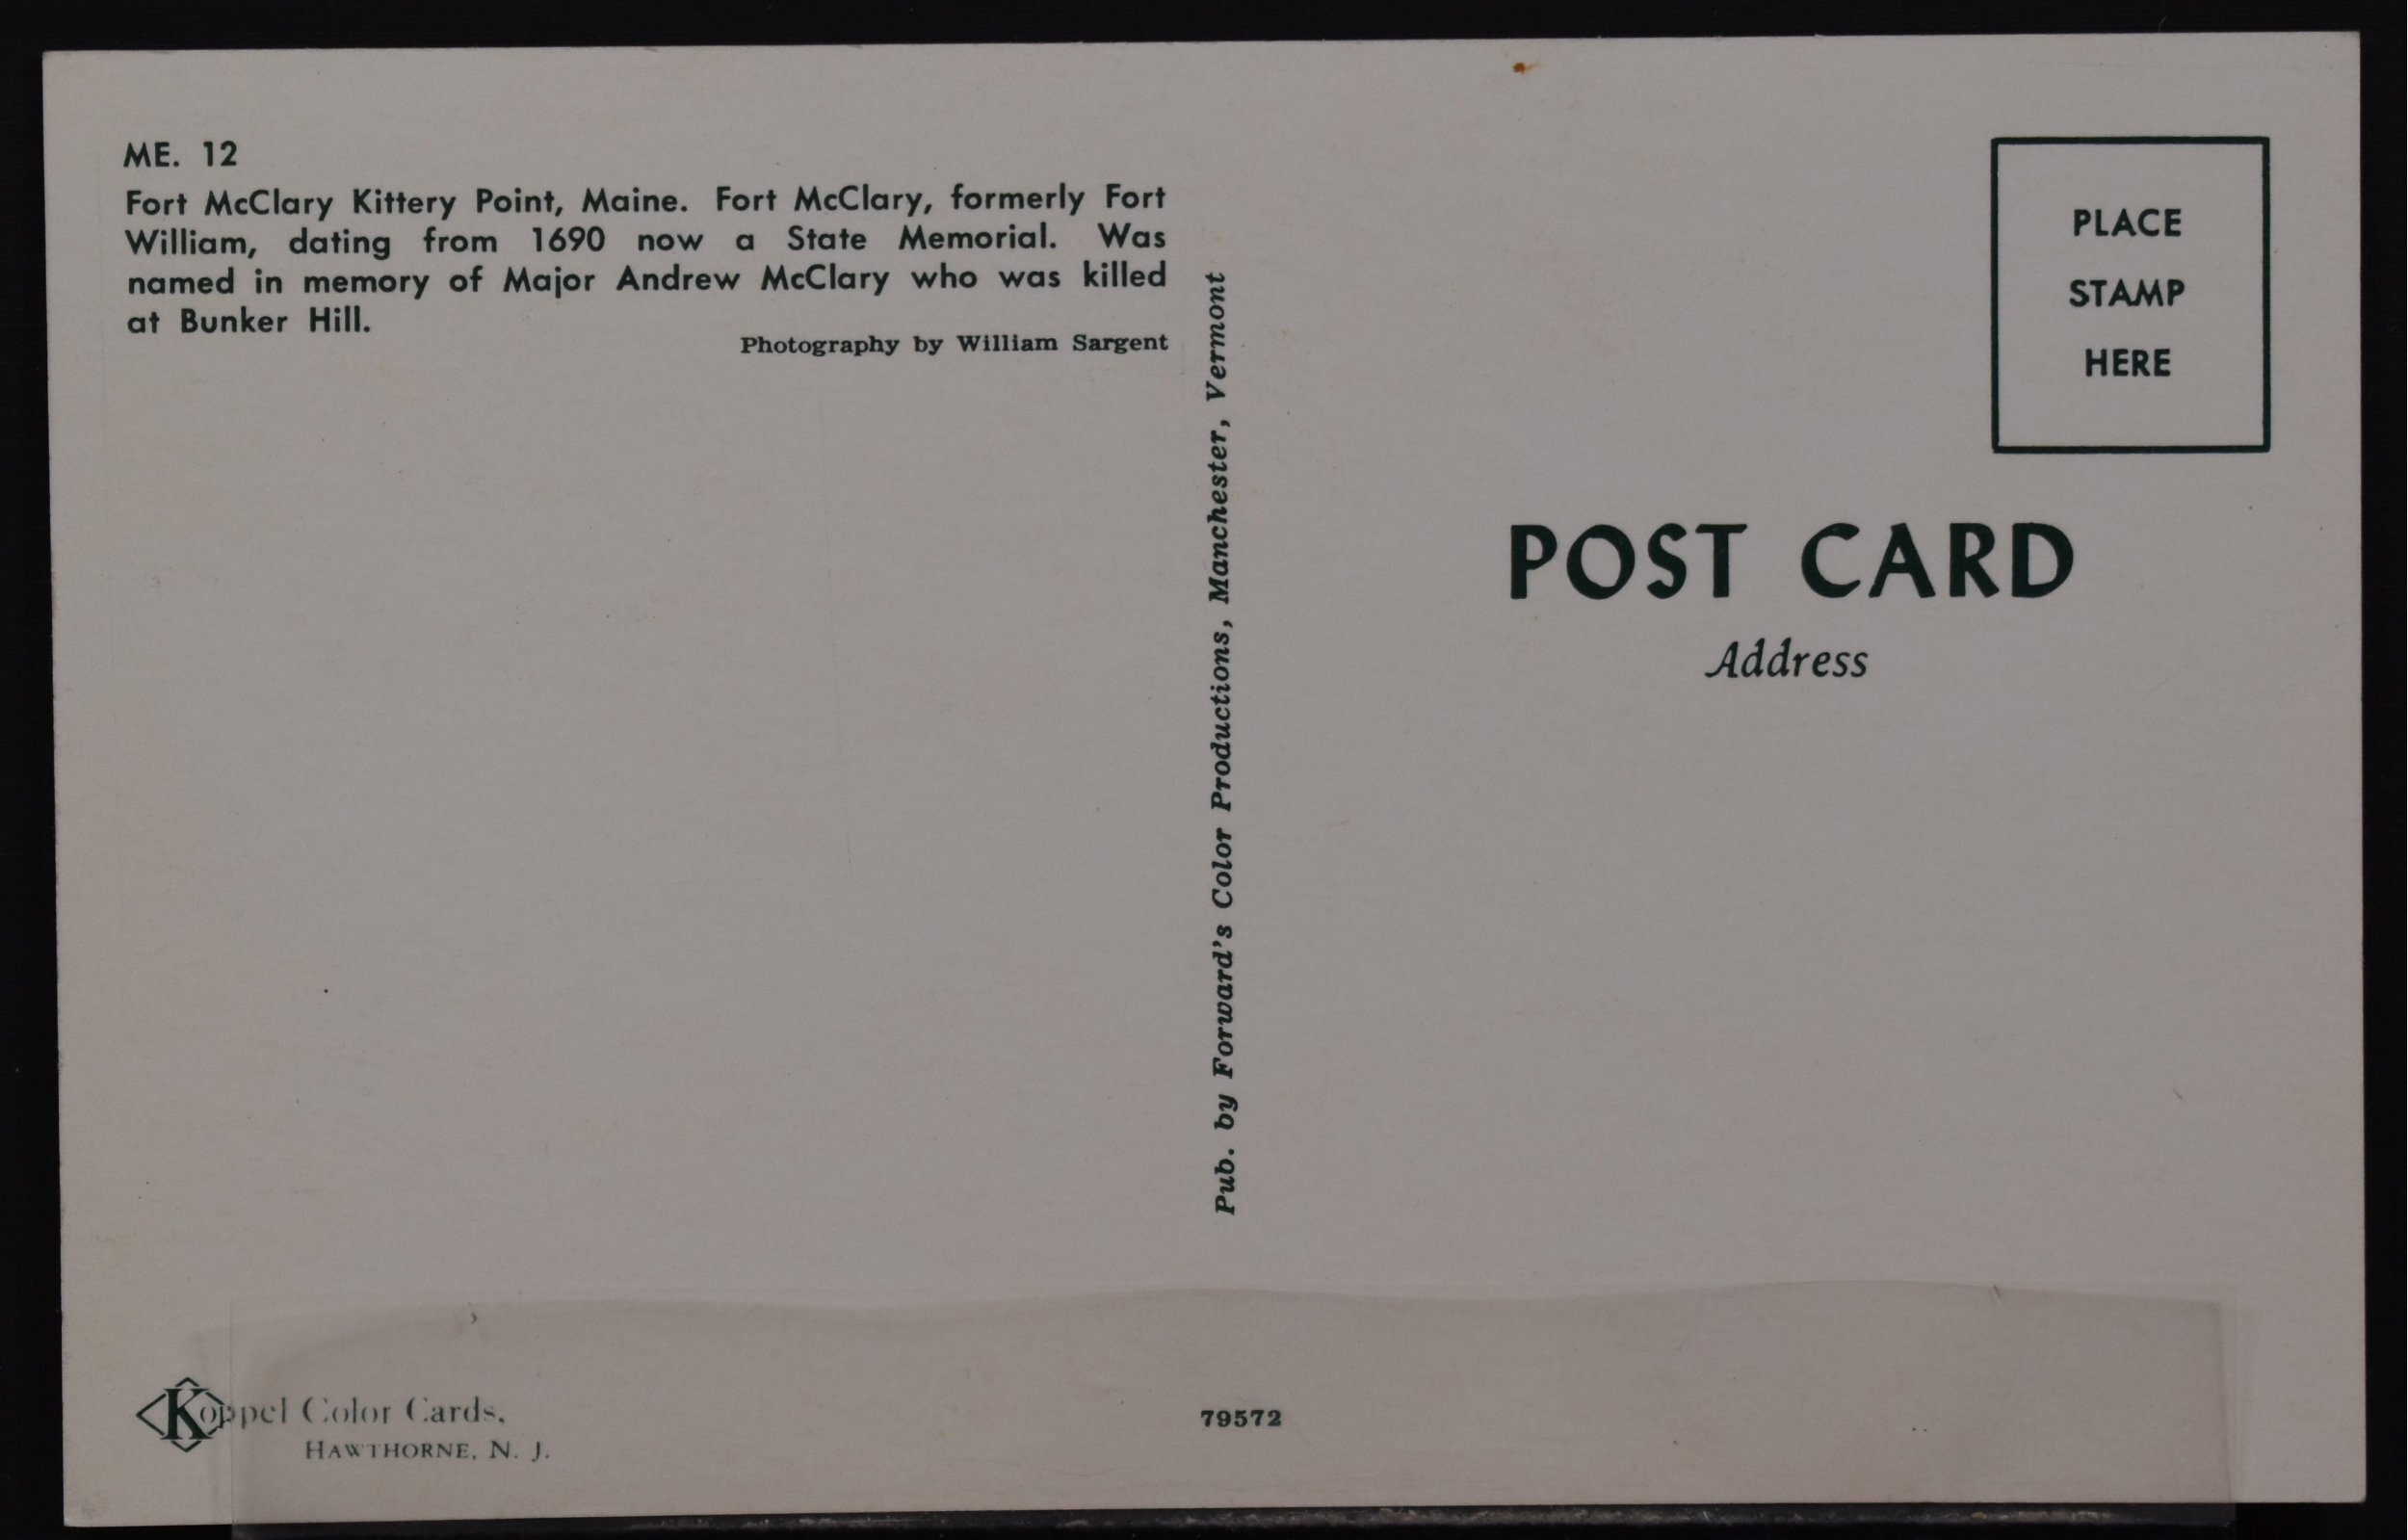 ME. 12
Fort McClary Kittery Point, Maine. Fort McClary, formerly Fort
William, dating from 1690 now a State Memorial. Was
named in memory of Major Andrew McClary who was killed
at Bunker Hill.
Photography by William Sargent
Pub. by Forward's Color Productions, Manchester, Vermont
PLACE
STAMP
HERE
POST CARD
Address
Koppel Color Cards,
HAWTHORNE, N. J.
79572